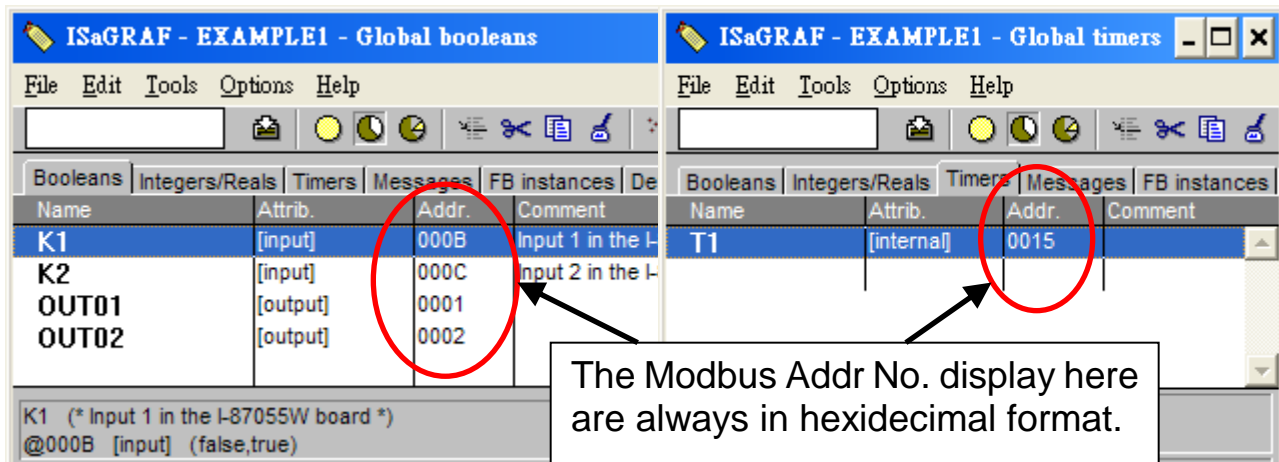 ISaGRAF - EXAMPLE1 - Global booleans
File Edit Tools Options Help
Booleans Integers/Reals Timers Messages FB instances De
Name Attrib. Addr. Comment
K1 [input] 000B Input 1 in the I-
K2 [input] 000C Input 2 in the I-
OUT01 [output] 0001
OUT02 [output] 0002
K1 (* Input 1 in the I-87055W board *)
@000B [input] (false,true)
ISaGRAF - EXAMPLE1 - Global timers
File Edit Tools Options Help
Booleans Integers/Reals Timers Messages FB instances
Name Attrib. Addr. Comment
T1 [internal] 0015
The Modbus Addr No. display here
are always in hexidecimal format.